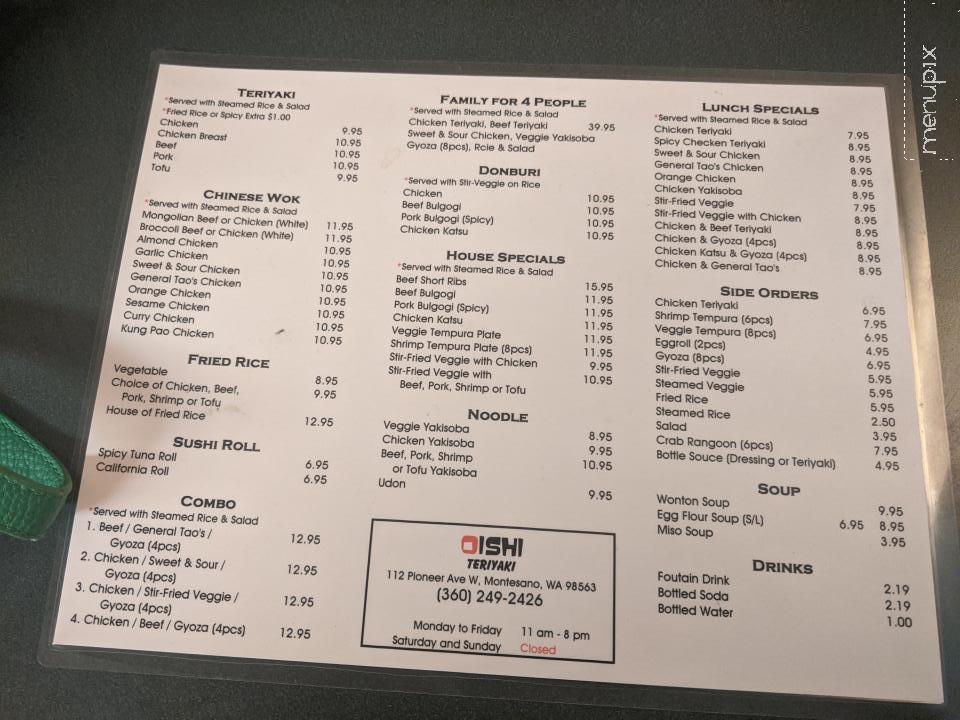 TERIYAKI
*Served with Steamed Rice & Salad
*Fried Rice or Spicy Extra $1.00
Chicken 9.95
Chicken Breast 10.95
Beef 10.95
Pork 10.95
Tofu 9.95
CHINESE WOK
*Served with Steamed Rice & Salad
Mongolian Beef or Chicken (White) 11.95
Broccoli Beef or Chicken (White) 11.95
Almond Chicken 10.95
Garlic Chicken 10.95
Sweet & Sour Chicken 10.95
General Tao's Chicken 10.95
Orange Chicken 10.95
Sesame Chicken 10.95
Curry Chicken 10.95
Kung Pao Chicken 10.95
FRIED RICE
Vegetable 8.95
Choice of Chicken, Beef, 9.95
Pork, Shrimp or Tofu
House of Fried Rice 12.95
SUSHI ROLL
Spicy Tuna Roll 6.95
California Roll 6.95
COMBO
*Served with Steamed Rice & Salad
1. Beef / General Tao's / 12.95
Gyoza (4pcs)
2. Chicken / Sweet & Sour / 12.95
Gyoza (4pcs)
3. Chicken / Stir-Fried Veggie / 12.95
Gyoza (4pcs)
4. Chicken / Beef / Gyoza (4pcs) 12.95
FAMILY FOR 4 PEOPLE
*Served with Steamed Rice & Salad
Chicken Teriyaki, Beef Teriyaki 39.95
Sweet & Sour Chicken, Veggie Yakisoba
Gyoza (8pcs), Rcie & Salad
DONBURI
*Served with Stir-Veggie on Rice
Chicken 10.95
Beef Bulgogi 10.95
Pork Bulgogi (Spicy) 10.95
Chicken Katsu 10.95
HOUSE SPECIALS
*Served with Steamed Rice & Salad
Beef Short Ribs 15.95
Beef Bulgogi 11.95
Pork Bulgogi (Spicy) 11.95
Chicken Katsu 11.95
Veggie Tempura Plate 11.95
Shrimp Tempura Plate (8pcs) 11.95
Stir-Fried Veggie with Chicken 9.95
Stir-Fried Veggie with 10.95
Beef, Pork, Shrimp or Tofu
NOODLE
Veggie Yakisoba 8.95
Chicken Yakisoba 9.95
Beef, Pork, Shrimp 10.95
or Tofu Yakisoba
Udon 9.95
OISHI
TERIYAKI
112 Pioneer Ave W, Montesano, WA 98563
(360) 249-2426
Monday to Friday 11 am - 8 pm
Saturday and Sunday Closed
LUNCH SPECIALS
*Served with Steamed Rice & Salad
Chicken Teriyaki 7.95
Spicy Checken Teriyaki 8.95
Sweet & Sour Chicken 8.95
General Tao's Chicken 8.95
Orange Chicken 8.95
Chicken Yakisoba 8.95
Stir-Fried Veggie 7.95
Stir-Fried Veggie with Chicken 8.95
Chicken & Beef Teriyaki 8.95
Chicken & Gyoza (4pcs) 8.95
Chicken Katsu & Gyoza (4pcs) 8.95
Chicken & General Tao's 8.95
SIDE ORDERS
Chicken Teriyaki 6.95
Shrimp Tempura (6pcs) 7.95
Veggie Tempura (8pcs) 6.95
Eggroll (2pcs) 4.95
Gyoza (8pcs) 6.95
Stir-Fried Veggie 5.95
Steamed Veggie 5.95
Fried Rice 5.95
Steamed Rice 2.50
Salad 3.95
Crab Rangoon (6pcs) 7.95
Bottle Souce (Dressing or Teriyaki) 4.95
SOUP
Wonton Soup 9.95
Egg Flour Soup (S/L) 6.95 8.95
Miso Soup 3.95
DRINKS
Foutain Drink 2.19
Bottled Soda 2.19
Bottled Water 1.00
menupix